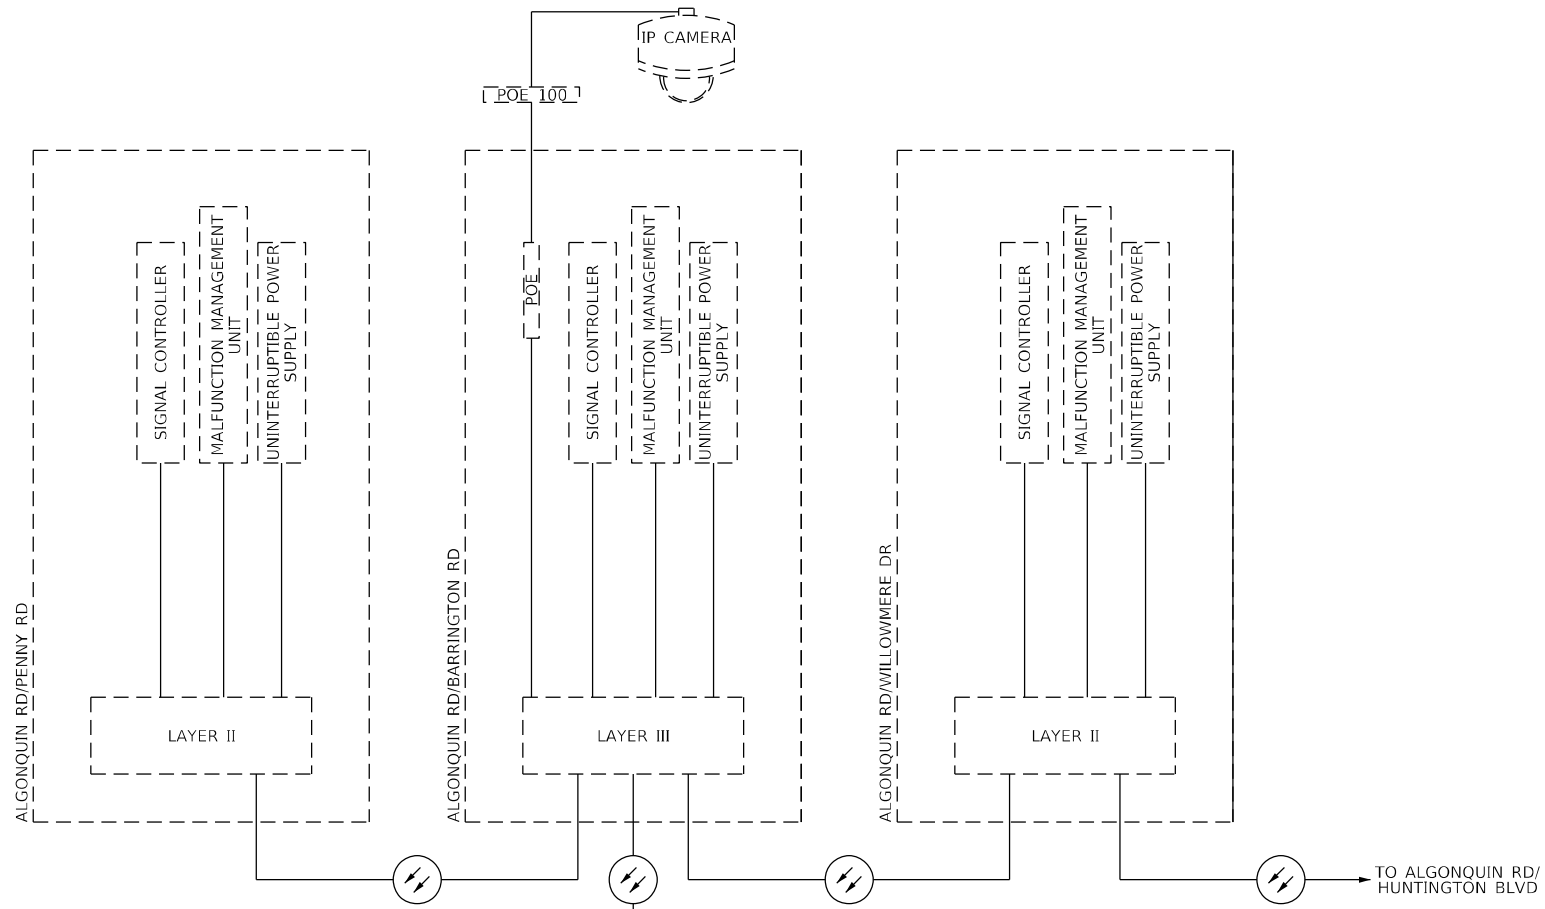 IP CAMERA
POE 100
ALGONQUIN RD/PENNY RD
SIGNAL CONTROLLER
MALFUNCTION MANAGEMENT
UNIT
UNINTERRUPTIBLE POWER
SUPPLY
LAYER II
ALGONQUIN RD/BARRINGTON RD
POE
SIGNAL CONTROLLER
MALFUNCTION MANAGEMENT
UNIT
UNINTERRUPTIBLE POWER
SUPPLY
LAYER III
ALGONQUIN RD/WILLOWMERE DR
SIGNAL CONTROLLER
MALFUNCTION MANAGEMENT
UNIT
UNINTERRUPTIBLE POWER
SUPPLY
LAYER II
TO ALGONQUIN RD/
HUNTINGTON BLVD